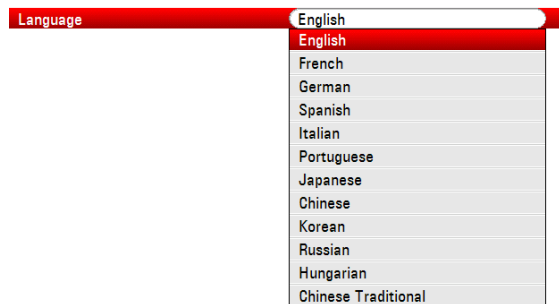 Language English
English
French
German
Spanish
Italian
Portuguese
Japanese
Chinese
Korean
Russian
Hungarian
Chinese Traditional